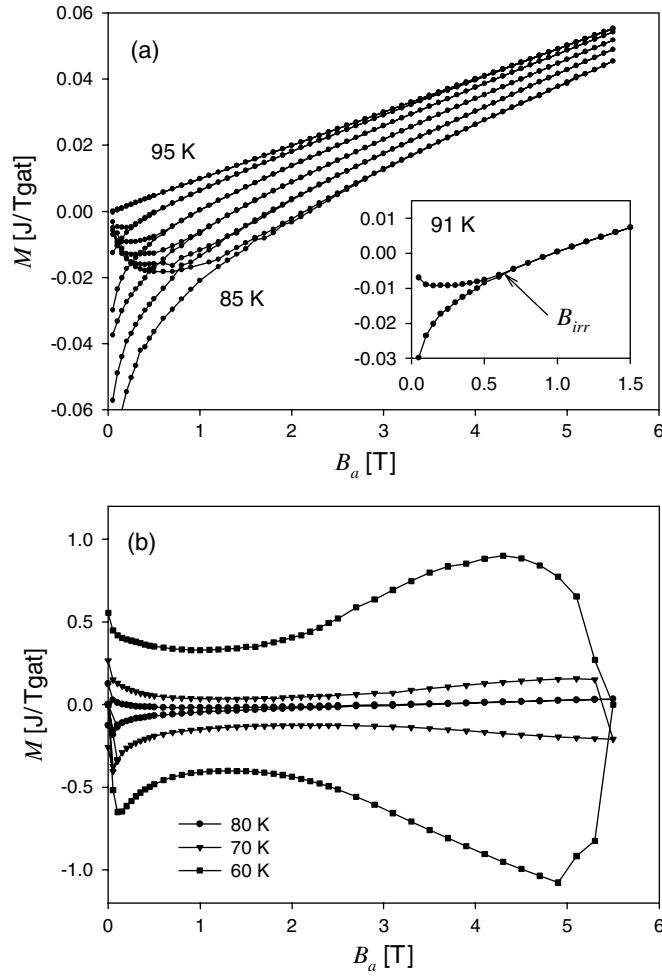 (a)
0.06
0.04
0.02
0.00
-0.02
-0.04
-0.06
M [J/Tgat]
95 K
85 K
91 K
0.01
0.00
-0.01
-0.02
-0.03
B_irr
0.0 0.5 1.0 1.5
0 1 2 3 4 5 6
B_a [T]
(b)
1.0
0.5
0.0
-0.5
-1.0
M [J/Tgat]
80 K
70 K
60 K
0 1 2 3 4 5 6
B_a [T]